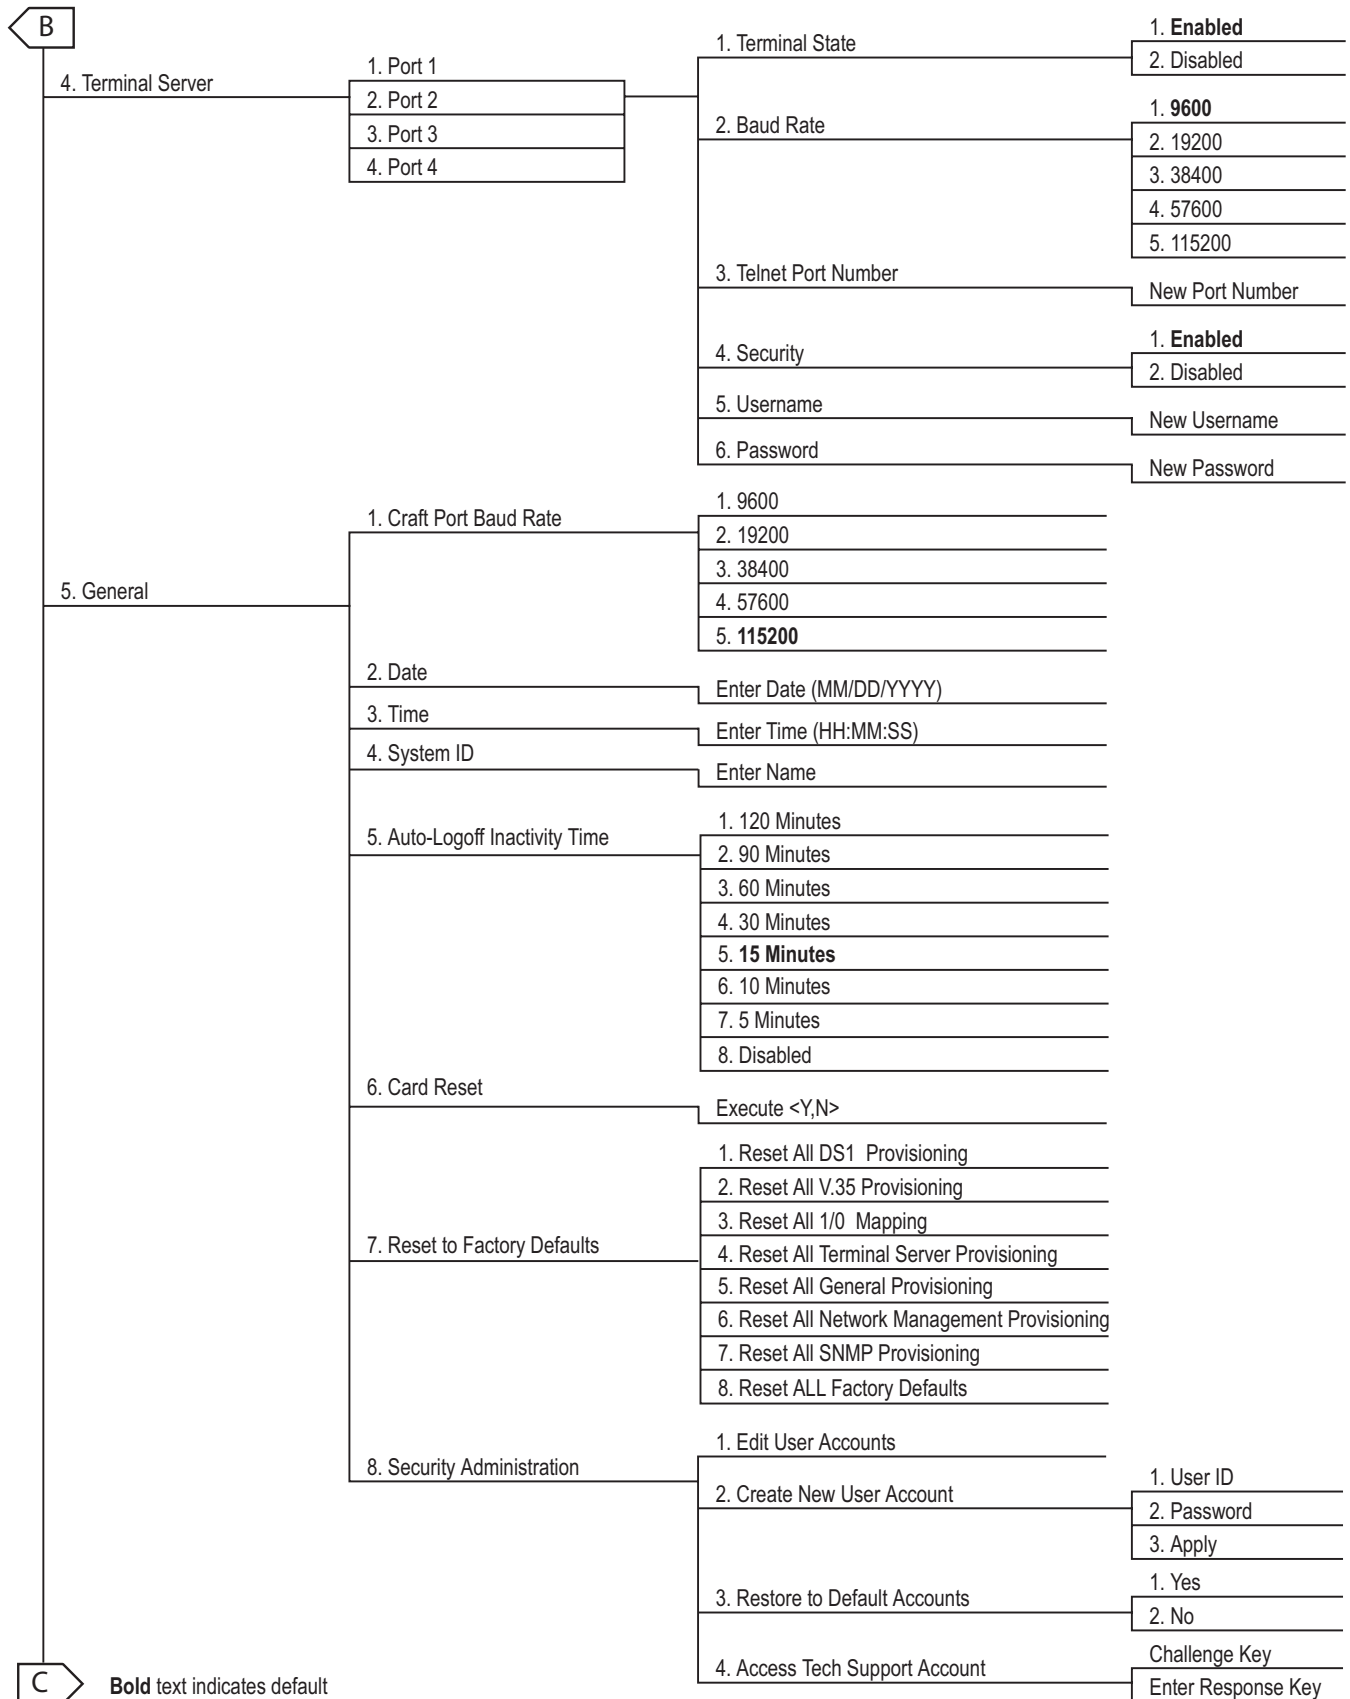 B
4. Terminal Server
1. Port 1
2. Port 2
3. Port 3
4. Port 4
1. Terminal State
1. Enabled
2. Disabled
2. Baud Rate
1. 9600
2. 19200
3. 38400
4. 57600
5. 115200
3. Telnet Port Number
New Port Number
4. Security
1. Enabled
2. Disabled
5. Username
New Username
6. Password
New Password
5. General
1. Craft Port Baud Rate
1. 9600
2. 19200
3. 38400
4. 57600
5. 115200
2. Date
Enter Date (MM/DD/YYYY)
3. Time
Enter Time (HH:MM:SS)
4. System ID
Enter Name
5. Auto-Logoff Inactivity Time
1. 120 Minutes
2. 90 Minutes
3. 60 Minutes
4. 30 Minutes
5. 15 Minutes
6. 10 Minutes
7. 5 Minutes
8. Disabled
6. Card Reset
Execute <Y,N>
7. Reset to Factory Defaults
1. Reset All DS1 Provisioning
2. Reset All V.35 Provisioning
3. Reset All 1/0 Mapping
4. Reset All Terminal Server Provisioning
5. Reset All General Provisioning
6. Reset All Network Management Provisioning
7. Reset All SNMP Provisioning
8. Reset ALL Factory Defaults
8. Security Administration
1. Edit User Accounts
2. Create New User Account
1. User ID
2. Password
3. Apply
3. Restore to Default Accounts
1. Yes
2. No
4. Access Tech Support Account
Challenge Key
Enter Response Key
C
Bold text indicates default